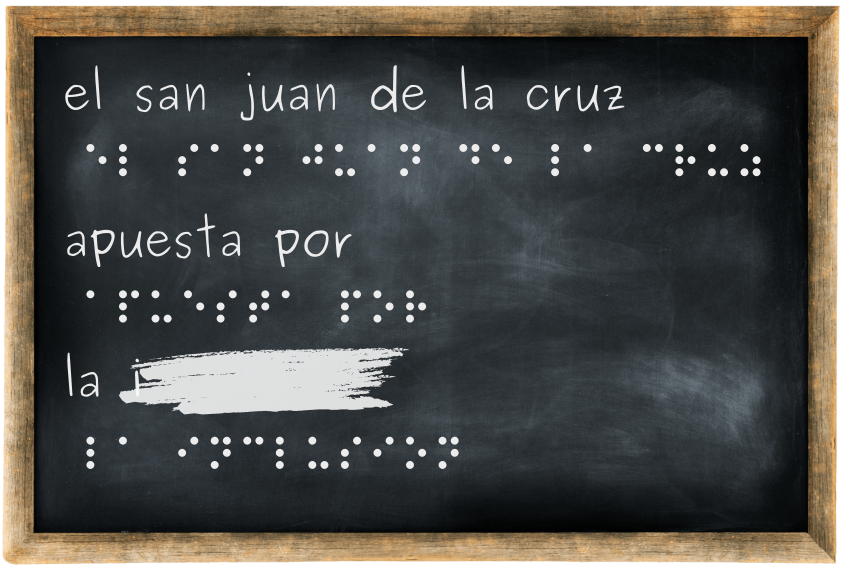 el san juan de la cruz
⠑⠇ ⠎⠁⠝ ⠚⠥⠁⠝ ⠙⠑ ⠇⠁ ⠉⠗⠥⠵
apuesta por
⠁⠏⠥⠑⠎⠞⠁ ⠏⠕⠗
la
⠇⠁ ⠊⠝⠉⠇⠥⠎⠊⠕⠝